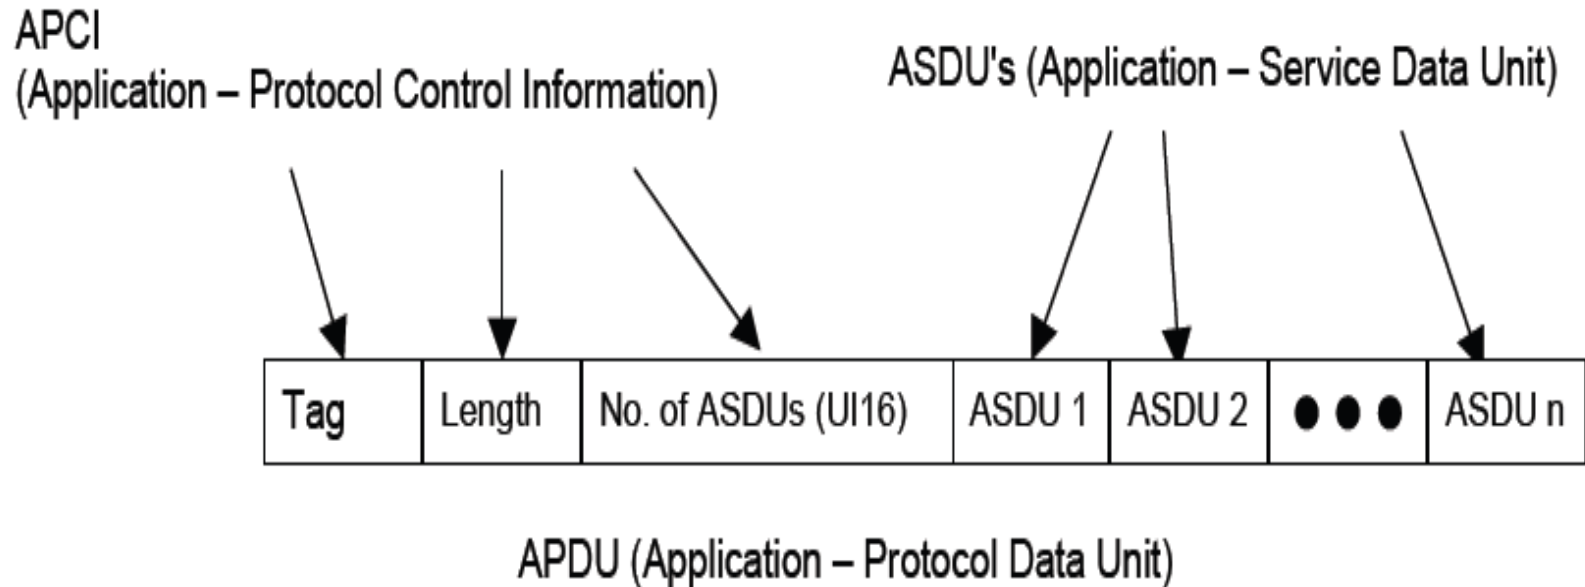 APCI
(Application – Protocol Control Information)
ASDU's (Application – Service Data Unit)
Tag
Length
No. of ASDUs (UI16)
ASDU 1
ASDU 2
ASDU n
APDU (Application – Protocol Data Unit)